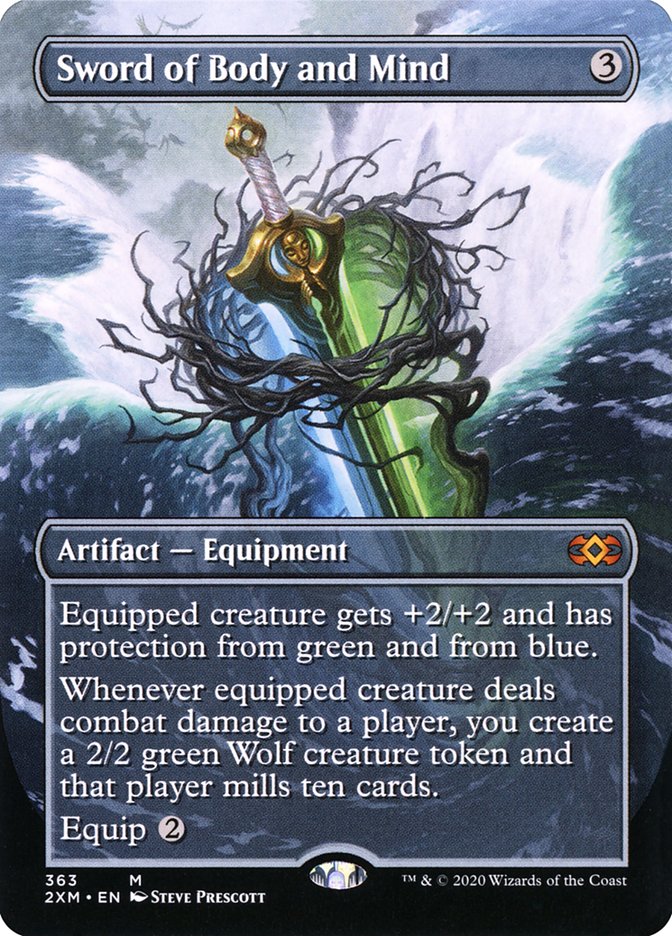 Sword of Body and Mind 3
Artifact — Equipment
Equipped creature gets +2/+2 and has
protection from green and from blue.
Whenever equipped creature deals
combat damage to a player, you create
a 2/2 green Wolf creature token and
that player mills ten cards.
Equip 2
363 M
2XM • EN Steve Prescott
™ & © 2020 Wizards of the Coast